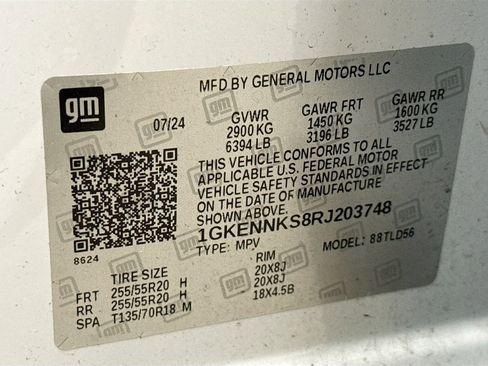 MFD BY GENERAL MOTORS LLC
gm
07/24 GVWR GAWR FRT GAWR RR
2900 KG 1450 KG 1600 KG
6394 LB 3196 LB 3527 LB
THIS VEHICLE CONFORMS TO ALL
APPLICABLE U.S. FEDERAL MOTOR
VEHICLE SAFETY STANDARDS IN EFFECT
ON THE DATE OF MANUFACTURE
SHOWN ABOVE.
1GKENNKS8RJ203748
8624
TYPE: MPV MODEL: 88TLD56
TIRE SIZE RIM
FRT 255/55R20 H 20X8J
RR 255/55R20 H 20X8J
SPA T135/70R18 M 18X4.5B